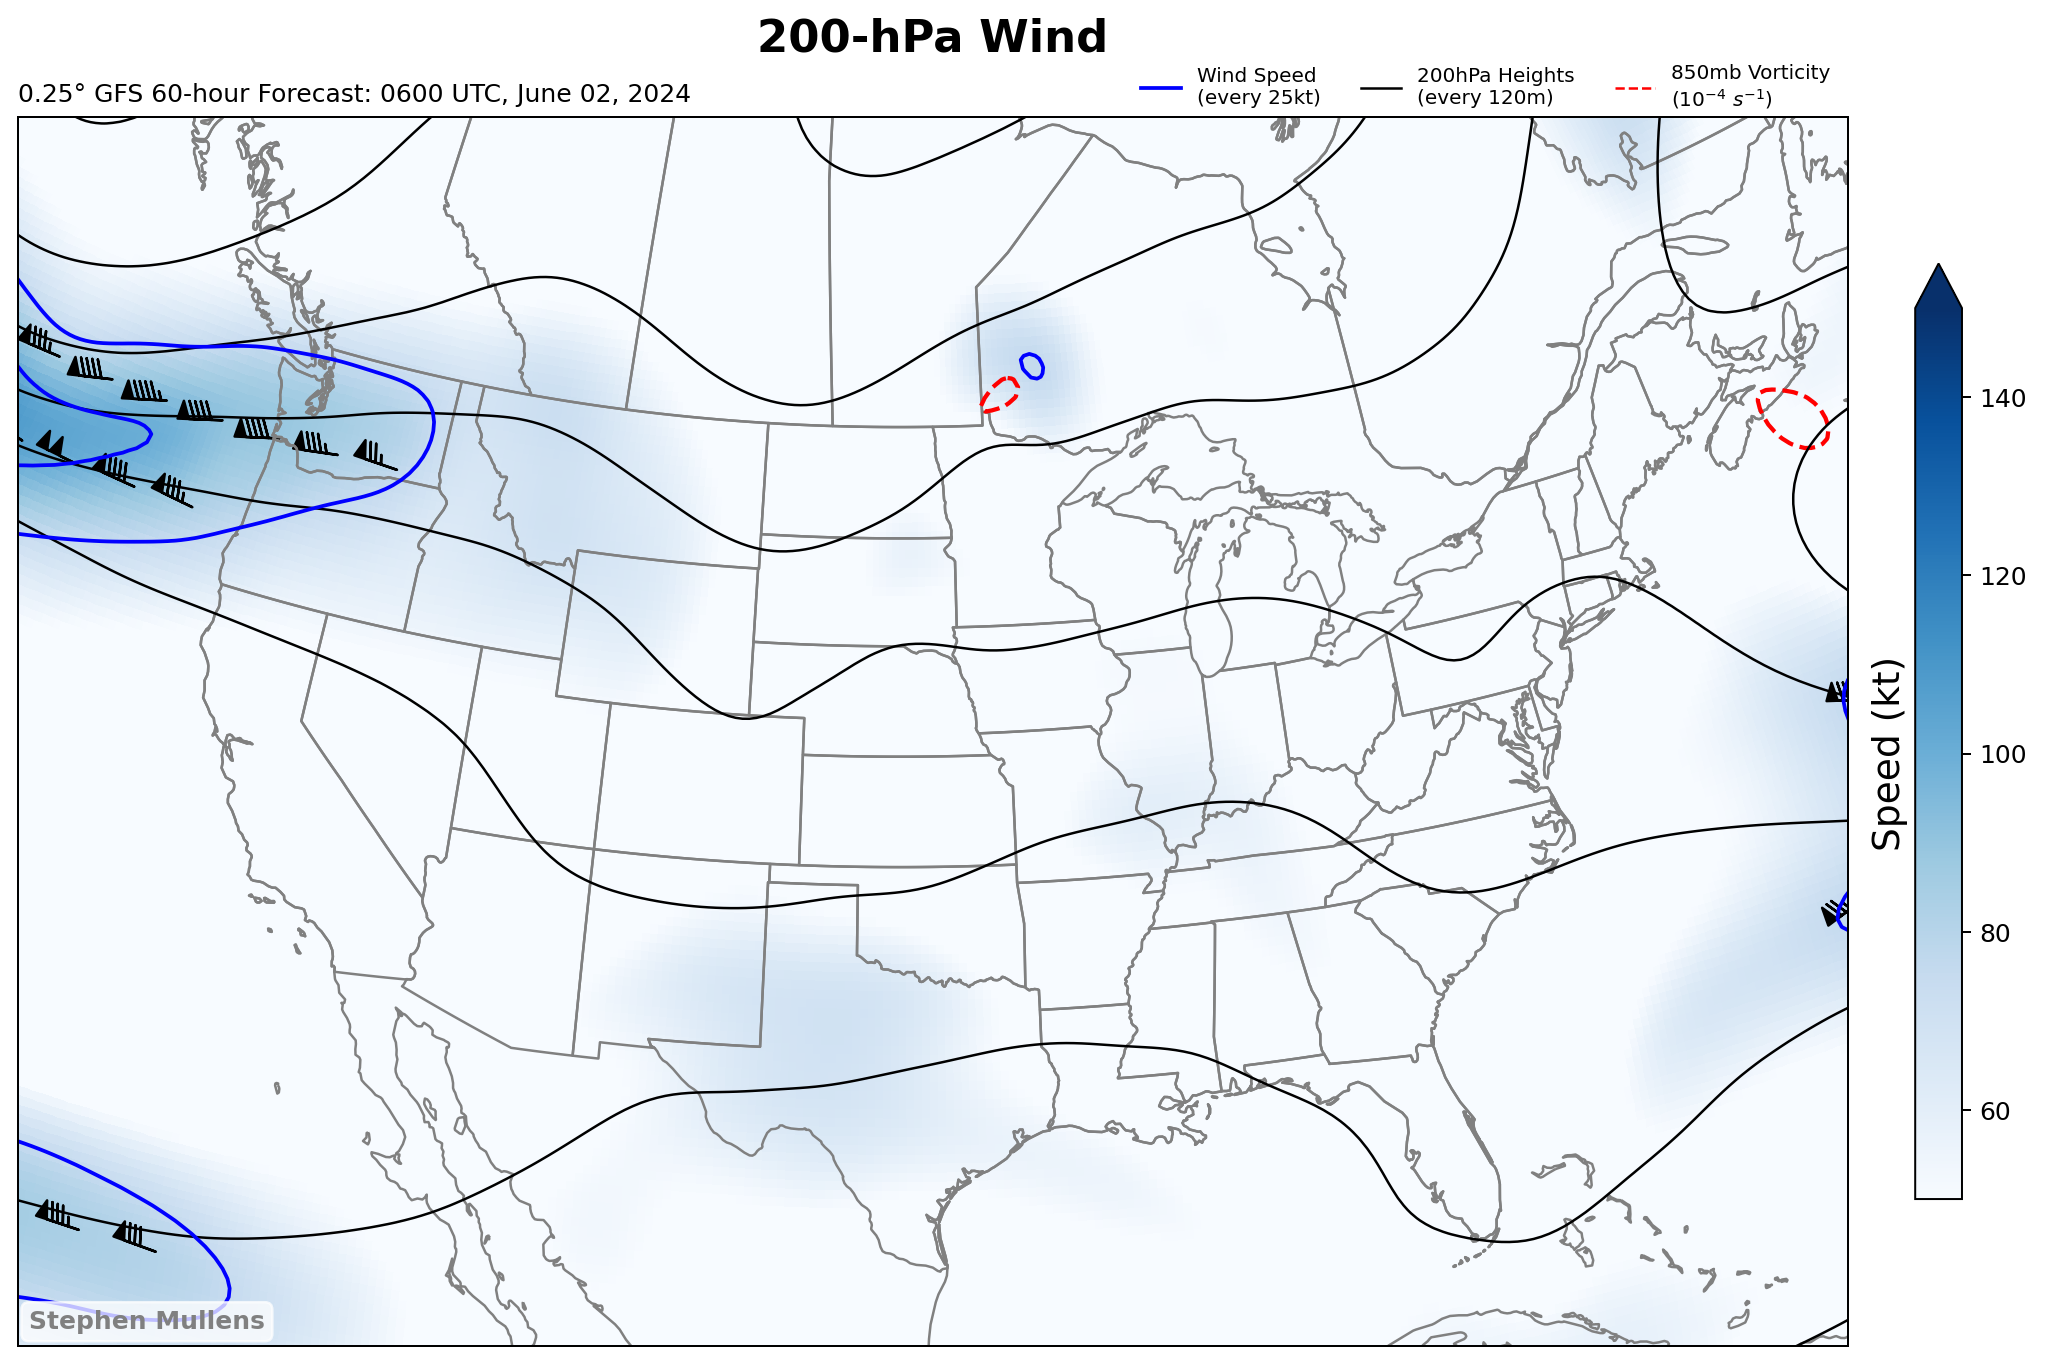 200-hPa Wind
0.25° GFS 60-hour Forecast: 0600 UTC, June 02, 2024
Wind Speed
(every 25kt)
200hPa Heights
(every 120m)
850mb Vorticity
(10⁻⁴ s⁻¹)
140
120
100
80
60
Speed (kt)
Stephen Mullens